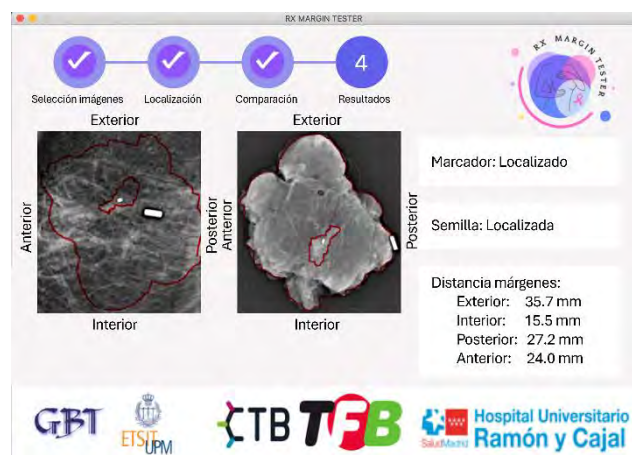 RX MARGIN TESTER
4
Selección imágenes
Localización
Comparación
Resultados
RX MARGIN TESTER
Exterior
Anterior
Posterior
Interior
Exterior
Anterior
Posterior
Interior
Marcador: Localizado
Semilla: Localizada
Distancia márgenes:
Exterior: 35.7 mm
Interior: 15.5 mm
Posterior: 27.2 mm
Anterior: 24.0 mm
GBT
ETSIT
UPM
CTB
TFB
SaludMadrid
Hospital Universitario
Ramón y Cajal